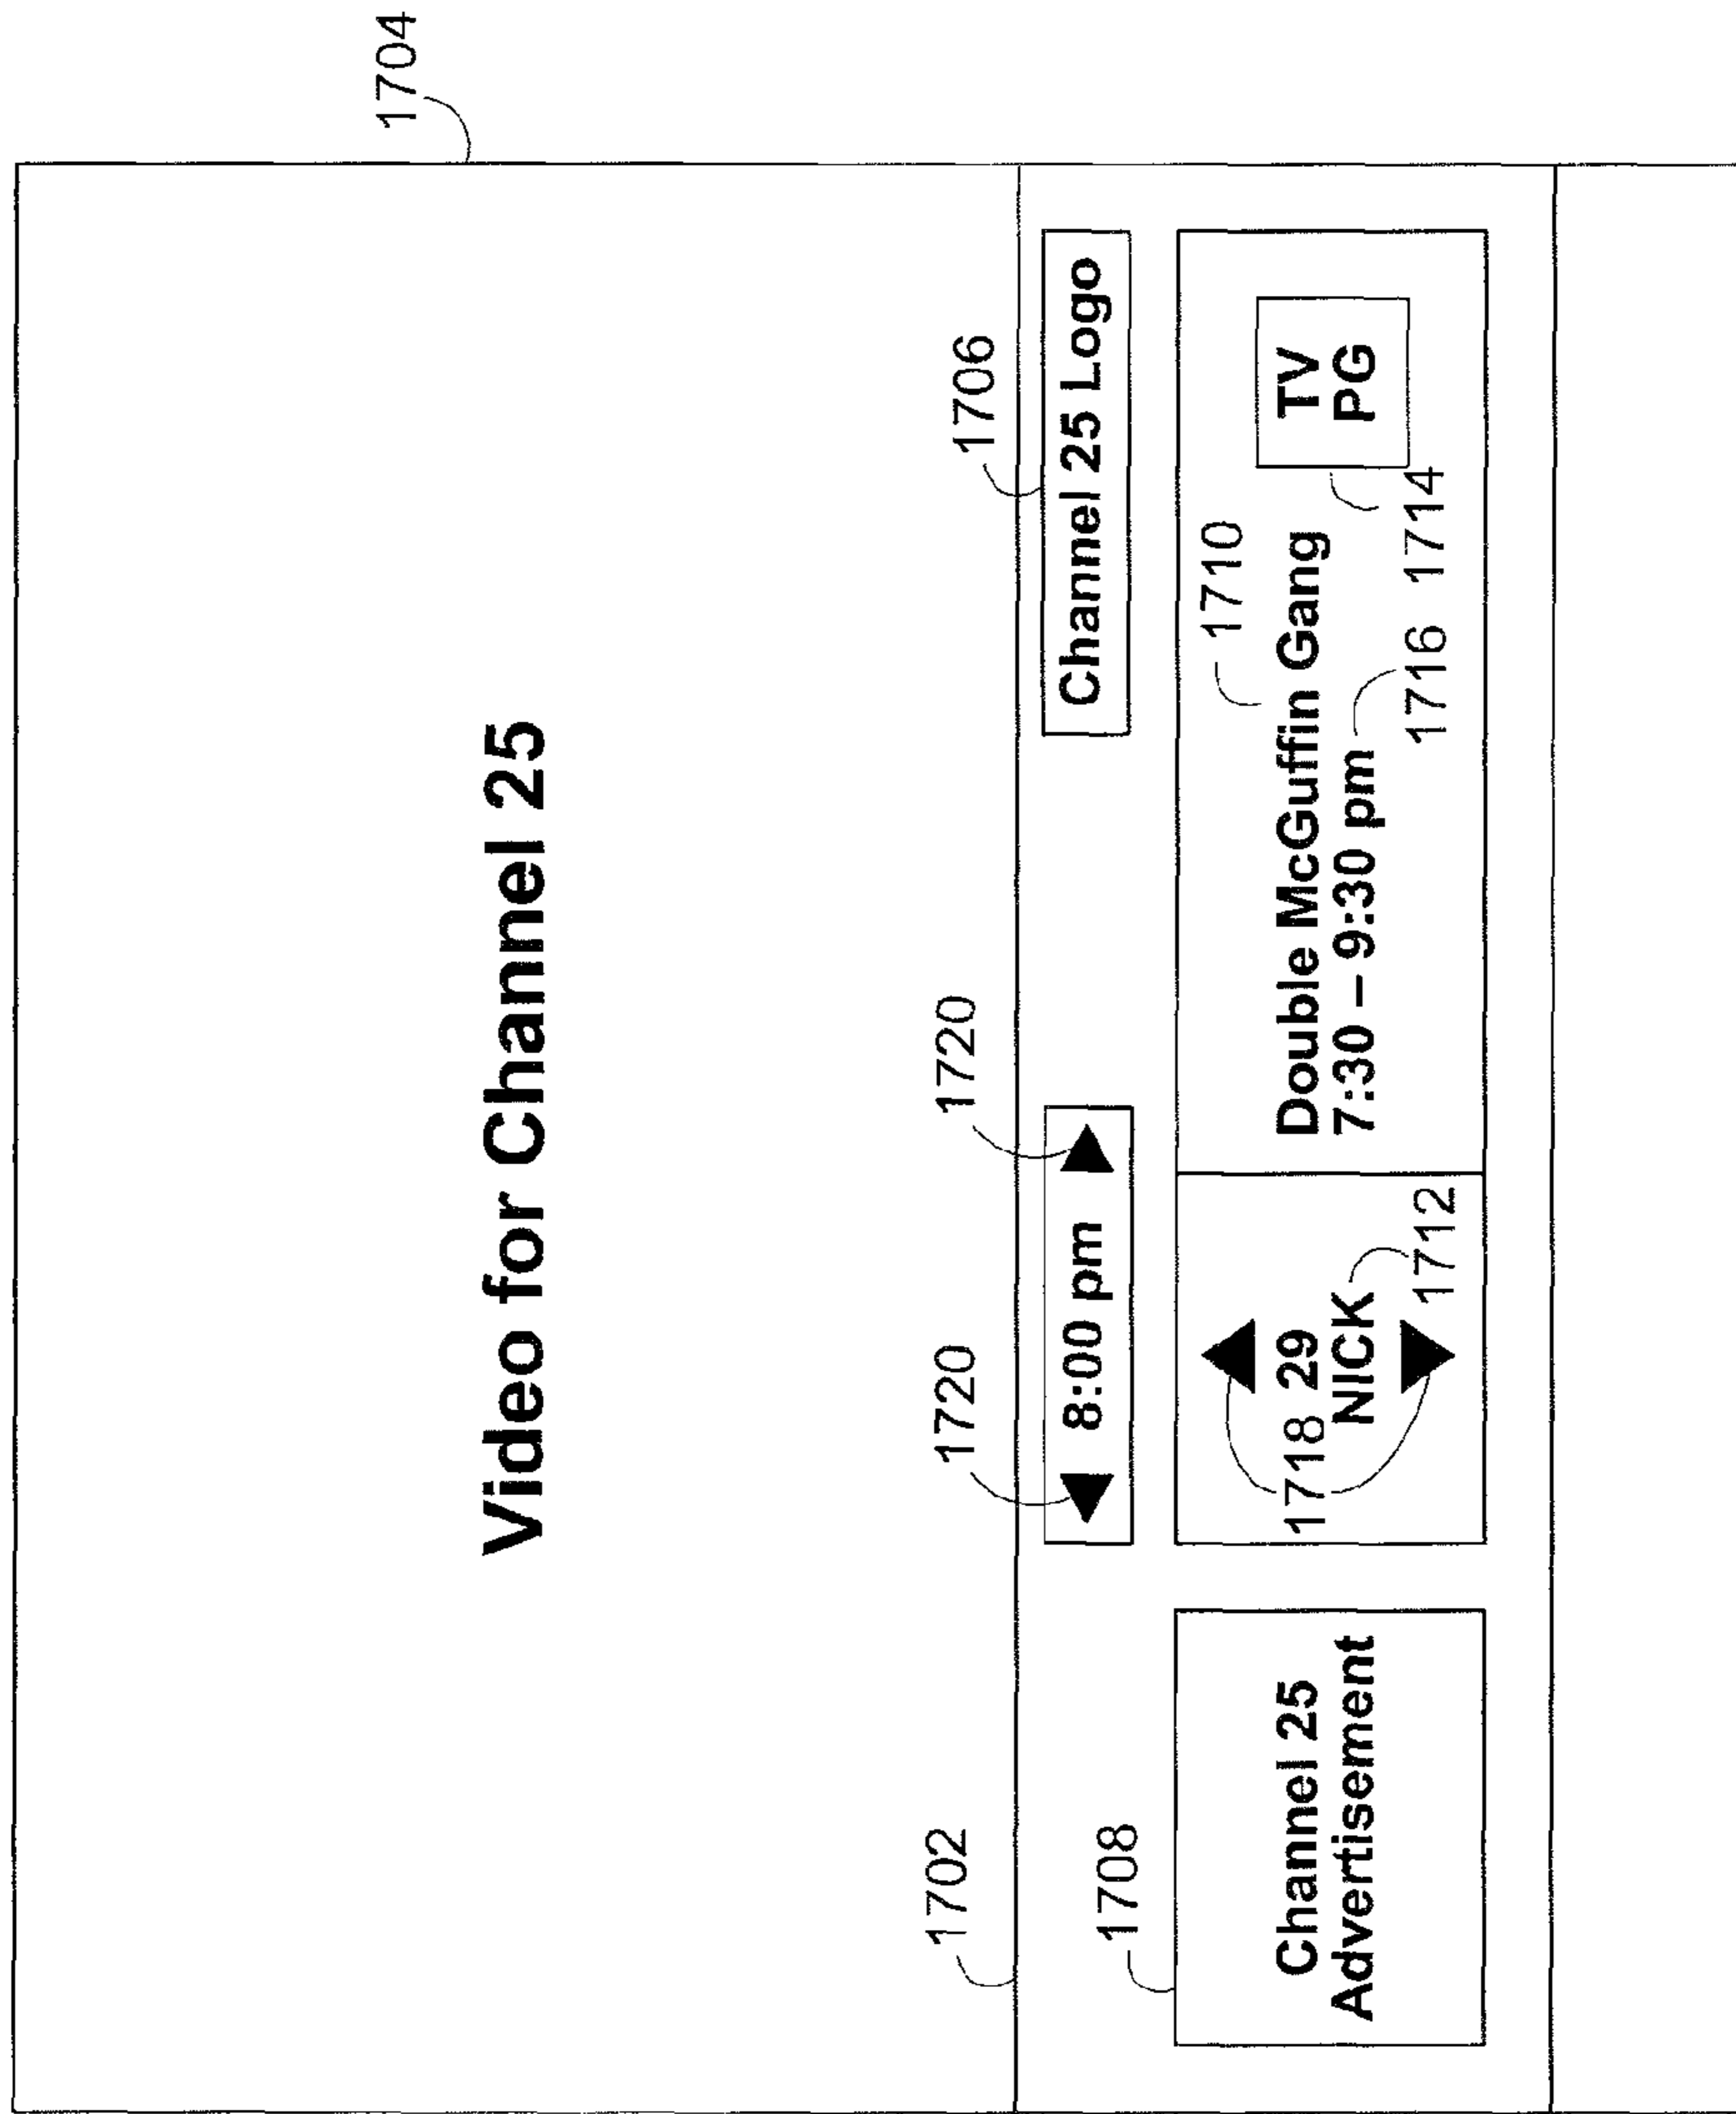 1704
Video for Channel 25
1702
1720
1720
1706
8:00 pm
Channel 25 Logo
1708
Channel 25
Advertisement
1718
29
NICK
1712
1710
Double McGuffin Gang
7:30 – 9:30 pm
1716
1714
TV
PG